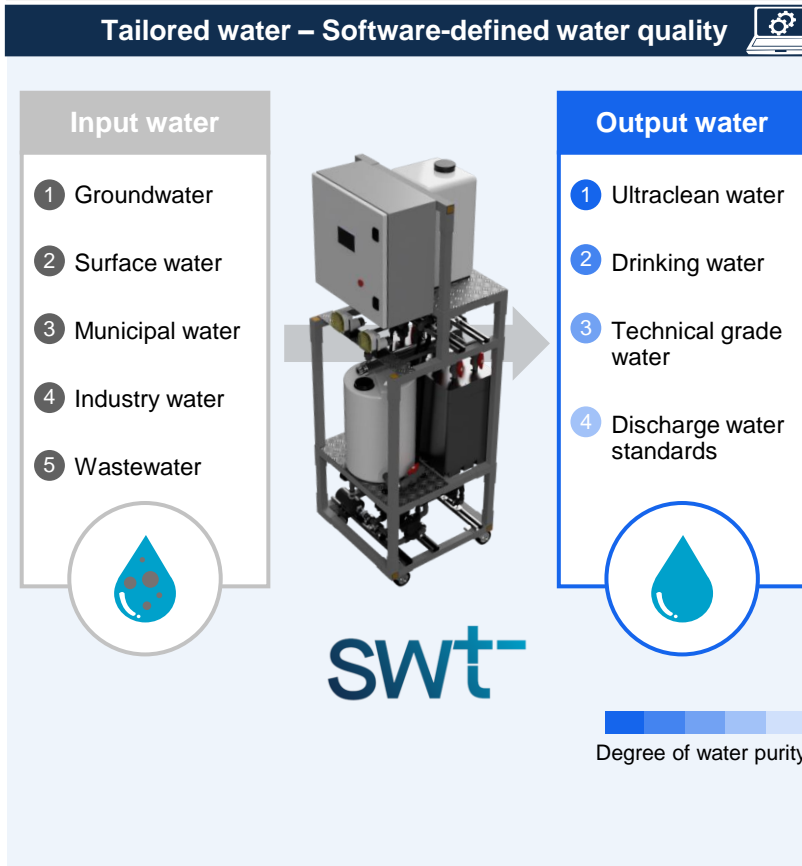 Tailored water – Software-defined water quality
Input water
1 Groundwater
2 Surface water
3 Municipal water
4 Industry water
5 Wastewater
Output water
1 Ultraclean water
2 Drinking water
3 Technical grade
water
4 Discharge water
standards
swt
Degree of water purity